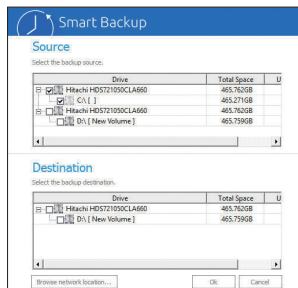 Smart Backup
Source
Select the backup source.
Drive Total Space U
Hitachi HDS721050CLA660 465.762GB
C:\ [ ] 465.271GB
Hitachi HDS721050CLA660 465.762GB
D:\ [ New Volume ] 465.759GB
Destination
Select the backup destination.
Drive Total Space U
Hitachi HDS721050CLA660 465.762GB
D:\ [ New Volume ] 465.759GB
Browse network location... Ok Cancel